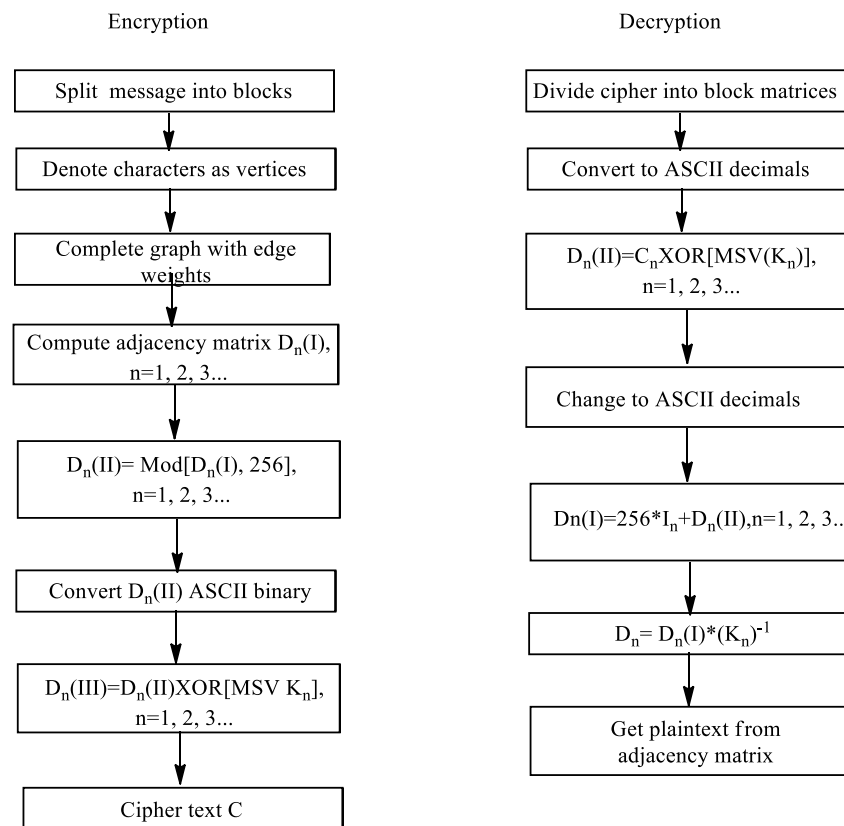 Encryption
Split message into blocks
Denote characters as vertices
Complete graph with edge
weights
Compute adjacency matrix Dₙ(I),
n=1, 2, 3...
Dₙ(II)= Mod[Dₙ(I), 256],
n=1, 2, 3...
Convert Dₙ(II) ASCII binary
Dₙ(III)=Dₙ(II)XOR[MSV Kₙ],
n=1, 2, 3...
Cipher text C
Decryption
Divide cipher into block matrices
Convert to ASCII decimals
Dₙ(II)=CₙXOR[MSV(Kₙ)],
n=1, 2, 3...
Change to ASCII decimals
Dn(I)=256*Iₙ+Dₙ(II),n=1, 2, 3...
Dₙ= Dₙ(I)*(Kₙ)⁻¹
Get plaintext from
adjacency matrix